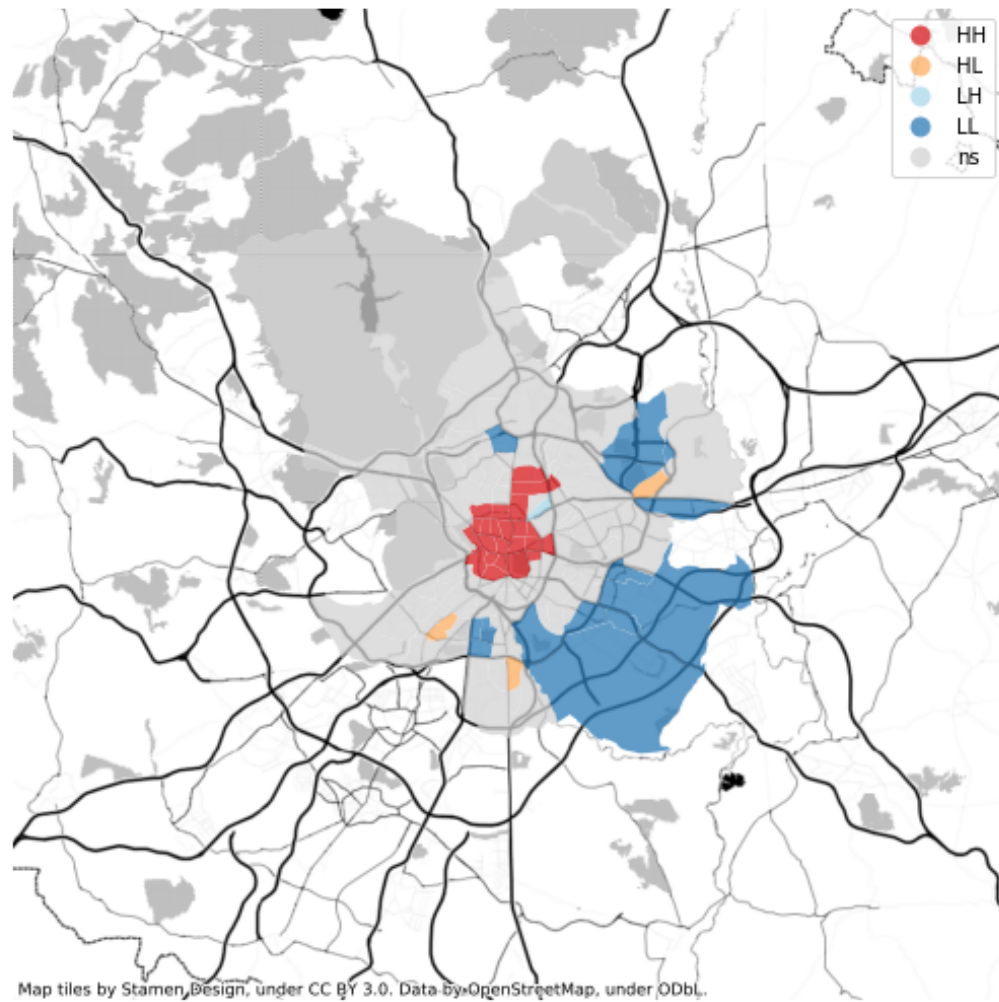 HH
HL
LH
LL
ns
Map tiles by Stamen Design, under CC BY 3.0. Data by OpenStreetMap, under ODbL.